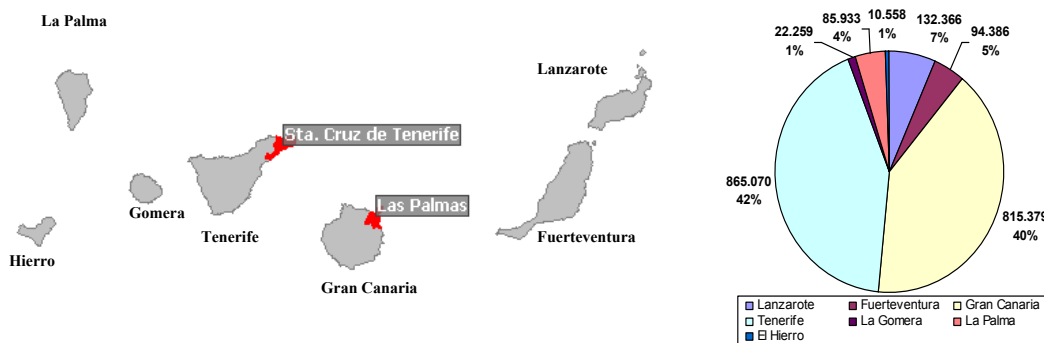 La Palma
Lanzarote
Sta. Cruz de Tenerife
Las Palmas
Gomera
Tenerife
Fuerteventura
Hierro
Gran Canaria
22.259
1%
85.933
4%
10.558
1%
132.366
7%
94.386
5%
865.070
42%
815.379
40%
Lanzarote
Fuerteventura
Gran Canaria
Tenerife
La Gomera
La Palma
El Hierro